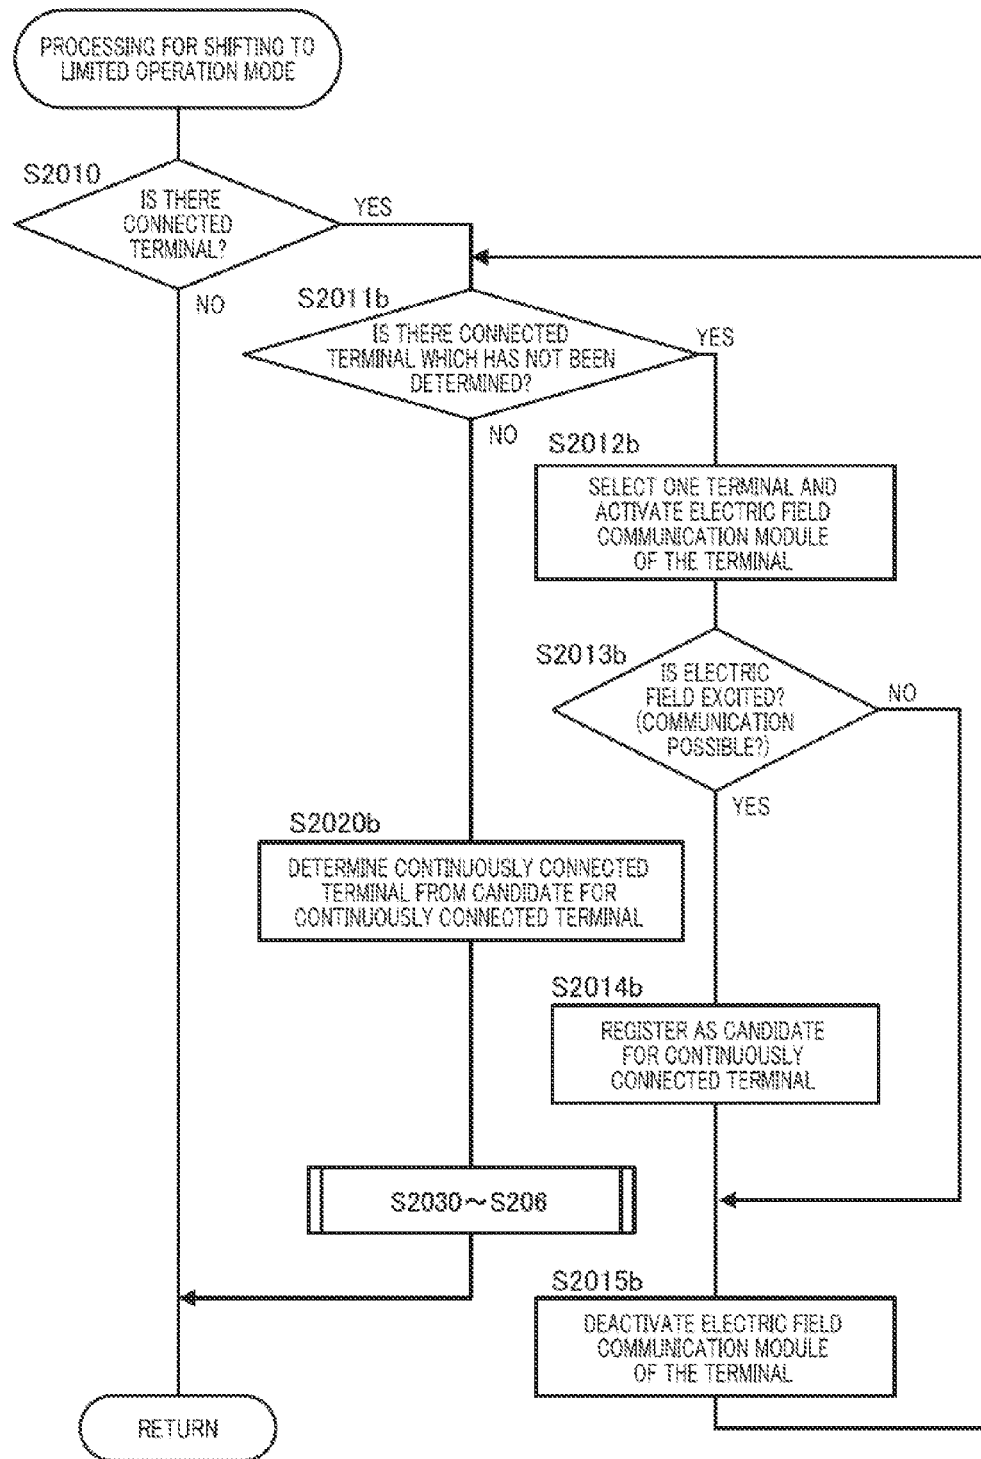 PROCESSING FOR SHIFTING TO
LIMITED OPERATION MODE
S2010
IS THERE
CONNECTED
TERMINAL?
YES
NO
S2011b
IS THERE CONNECTED
TERMINAL WHICH HAS NOT BEEN
DETERMINED?
YES
NO
S2012b
SELECT ONE TERMINAL AND
ACTIVATE ELECTRIC FIELD
COMMUNICATION MODULE
OF THE TERMINAL
S2013b
IS ELECTRIC
FIELD EXCITED?
(COMMUNICATION
POSSIBLE?)
NO
YES
S2020b
DETERMINE CONTINUOUSLY CONNECTED
TERMINAL FROM CANDIDATE FOR
CONTINUOUSLY CONNECTED TERMINAL
S2014b
REGISTER AS CANDIDATE
FOR CONTINUOUSLY
CONNECTED TERMINAL
S2030~S206
S2015b
DEACTIVATE ELECTRIC FIELD
COMMUNICATION MODULE
OF THE TERMINAL
RETURN